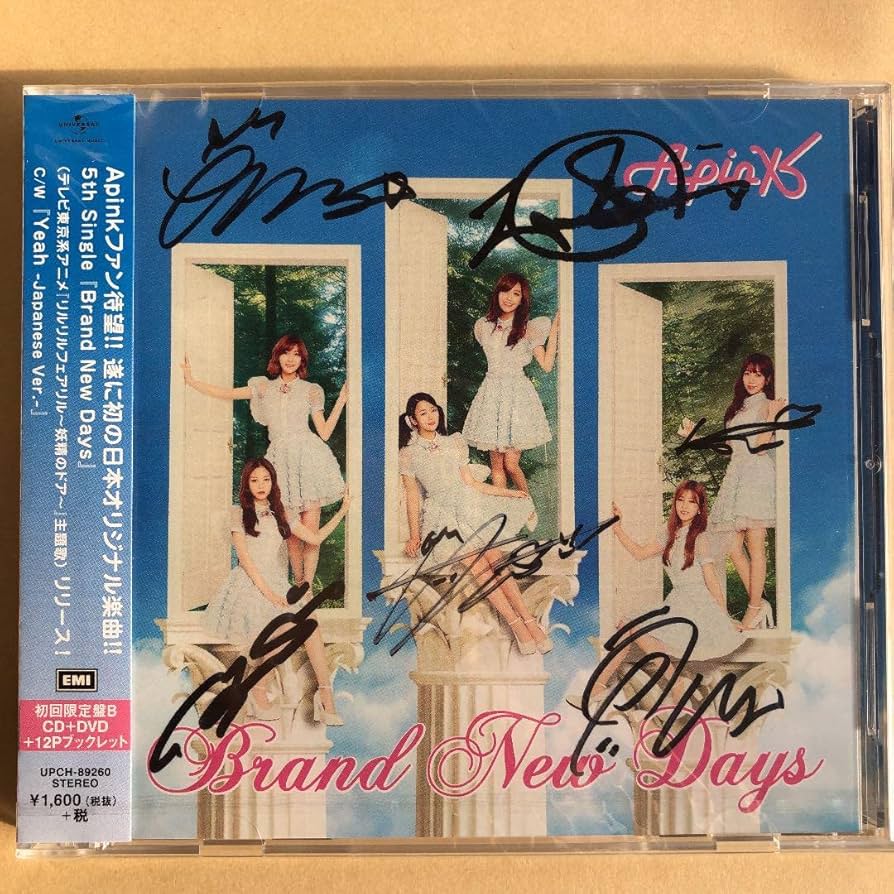 UNIVERSAL
UNIVERSAL MUSIC
Apinkファン待望!! 遂に初の日本オリジナル楽曲!!
5th Single『Brand New Days』
(テレビ東京系アニメ『リルリルフェアリル〜妖精のドア〜』主題歌) リリース!
C/W『Yeah -Japanese Ver.-』
EMI
初回限定盤B
CD+DVD
+12Pブックレット
UPCH-89260
STEREO
¥1,600(税抜)
+税
Apink
Brand New Days